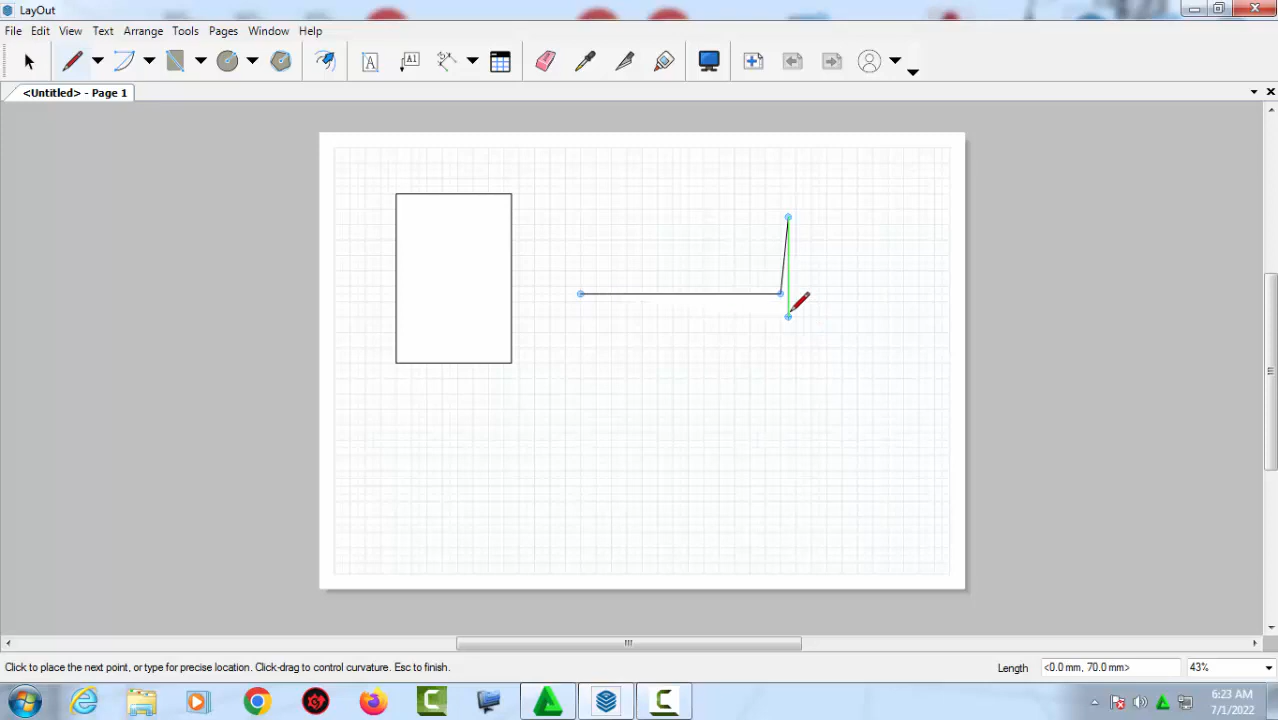 LayOut
File Edit View Text Arrange Tools Pages Window Help
A A1
<Untitled> - Page 1
Click to place the next point, or type for precise location. Click-drag to control curvature. Esc to finish. Length <0.0 mm, 70.0 mm> 43%
6:23 AM
7/1/2022